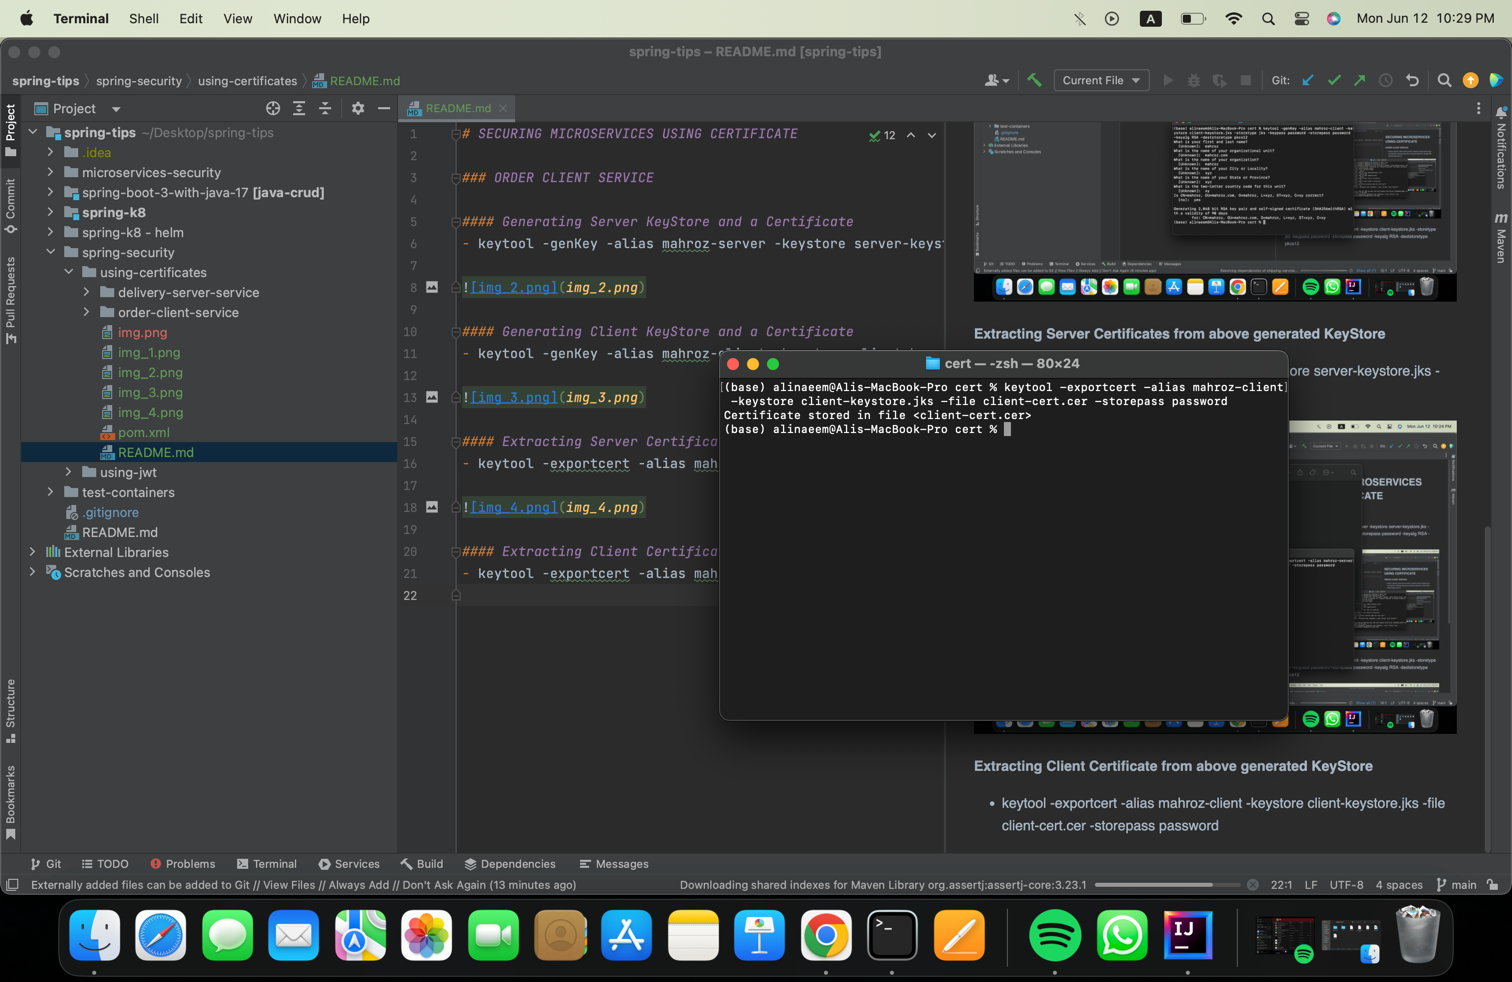 Terminal Shell Edit View Window Help
A
Mon Jun 12 10:29 PM
spring-tips – README.md [spring-tips]
spring-tips spring-security using-certificates README.md
Current File
Git:
Project
README.md
Project
Commit
Pull Requests
Structure
Bookmarks
Notifications
Maven
spring-tips ~/Desktop/spring-tips
.idea
microservices-security
spring-boot-3-with-java-17 [java-crud]
spring-k8
spring-k8 - helm
spring-security
using-certificates
delivery-server-service
order-client-service
img.png
img_1.png
img_2.png
img_3.png
img_4.png
pom.xml
README.md
using-jwt
test-containers
.gitignore
README.md
External Libraries
Scratches and Consoles
12
1 # SECURING MICROSERVICES USING CERTIFICATE
2
3 ### ORDER CLIENT SERVICE
4
5 #### Generating Server KeyStore and a Certificate
6 - keytool -genKey -alias mahroz-server -keystore server-keyst
7
8 ![img_2.png](img_2.png)
9
10 #### Generating Client KeyStore and a Certificate
11 - keytool -genKey -alias mahroz-
12
13 ![img_3.png](img_3.png)
14
15 #### Extracting Server Certifica
16 - keytool -exportcert -alias mah
17
18 ![img_4.png](img_4.png)
19
20 #### Extracting Client Certifica
21 - keytool -exportcert -alias mah
22
Extracting Server Certificates from above generated KeyStore
ore server-keystore.jks -
cert — -zsh — 80×24
(base) alinaeem@Alis-MacBook-Pro cert % keytool -exportcert -alias mahroz-client
-keystore client-keystore.jks -file client-cert.cer -storepass password
Certificate stored in file <client-cert.cer>
(base) alinaeem@Alis-MacBook-Pro cert %
Extracting Client Certificate from above generated KeyStore
• keytool -exportcert -alias mahroz-client -keystore client-keystore.jks -file
client-cert.cer -storepass password
Git TODO Problems Terminal Services Build Dependencies Messages
Externally added files can be added to Git // View Files // Always Add // Don't Ask Again (13 minutes ago)
Downloading shared indexes for Maven Library org.assertj:assertj-core:3.23.1
22:1 LF UTF-8 4 spaces main
IJ